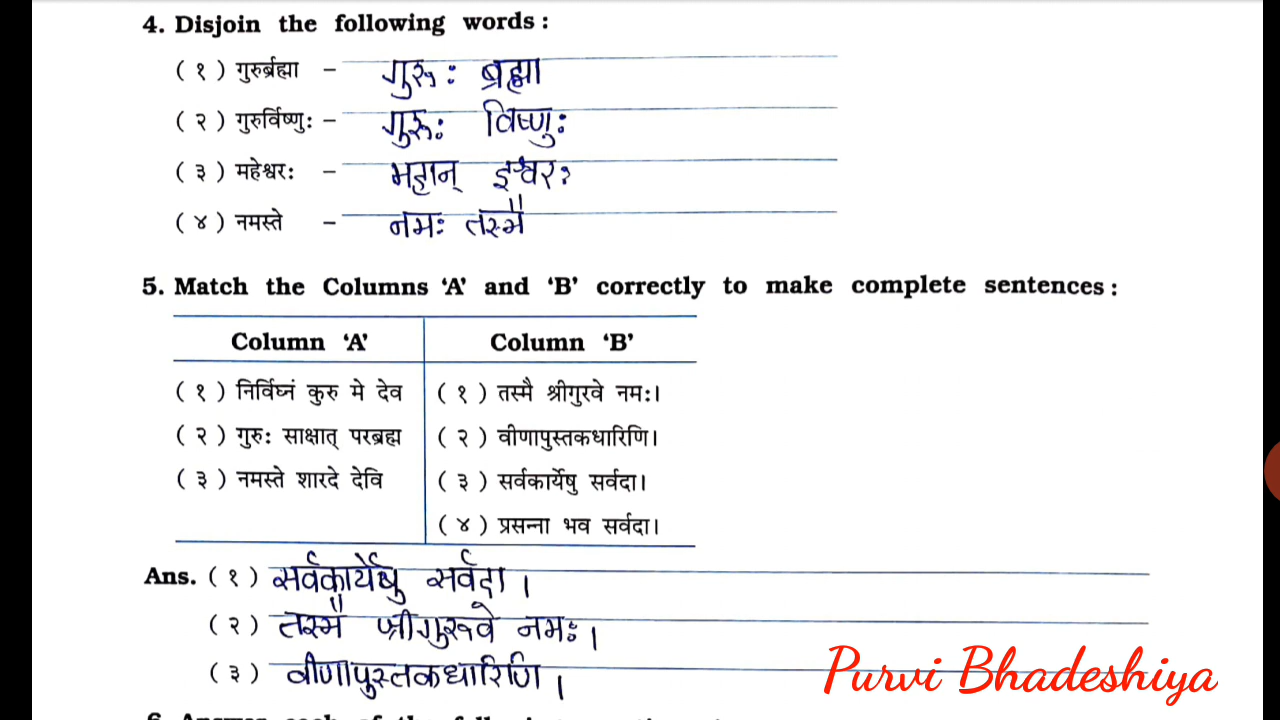 4. Disjoin the following words :
( १ ) गुरुर्ब्रह्मा – गुरुः ब्रह्मा
( २ ) गुरुर्विष्णुः – गुरूः विष्णुः
( ३ ) महेश्वरः – महान् इश्वरः
( ४ ) नमस्ते – नमः तस्मै
5. Match the Columns ‘A’ and ‘B’ correctly to make complete sentences :
Column ‘A’ Column ‘B’
( १ ) निर्विघ्नं कुरु मे देव ( १ ) तस्मै श्रीगुरवे नमः।
( २ ) गुरुः साक्षात् परब्रह्म ( २ ) वीणापुस्तकधारिणि।
( ३ ) नमस्ते शारदे देवि ( ३ ) सर्वकार्येषु सर्वदा।
( ४ ) प्रसन्ना भव सर्वदा।
Ans. ( १ ) सर्वकार्येषु सर्वदा ।
( २ ) तस्मै श्रीगुरूवे नमः ।
( ३ ) वीणापुस्तकधारिणि ।
Purvi Bhadeshiya